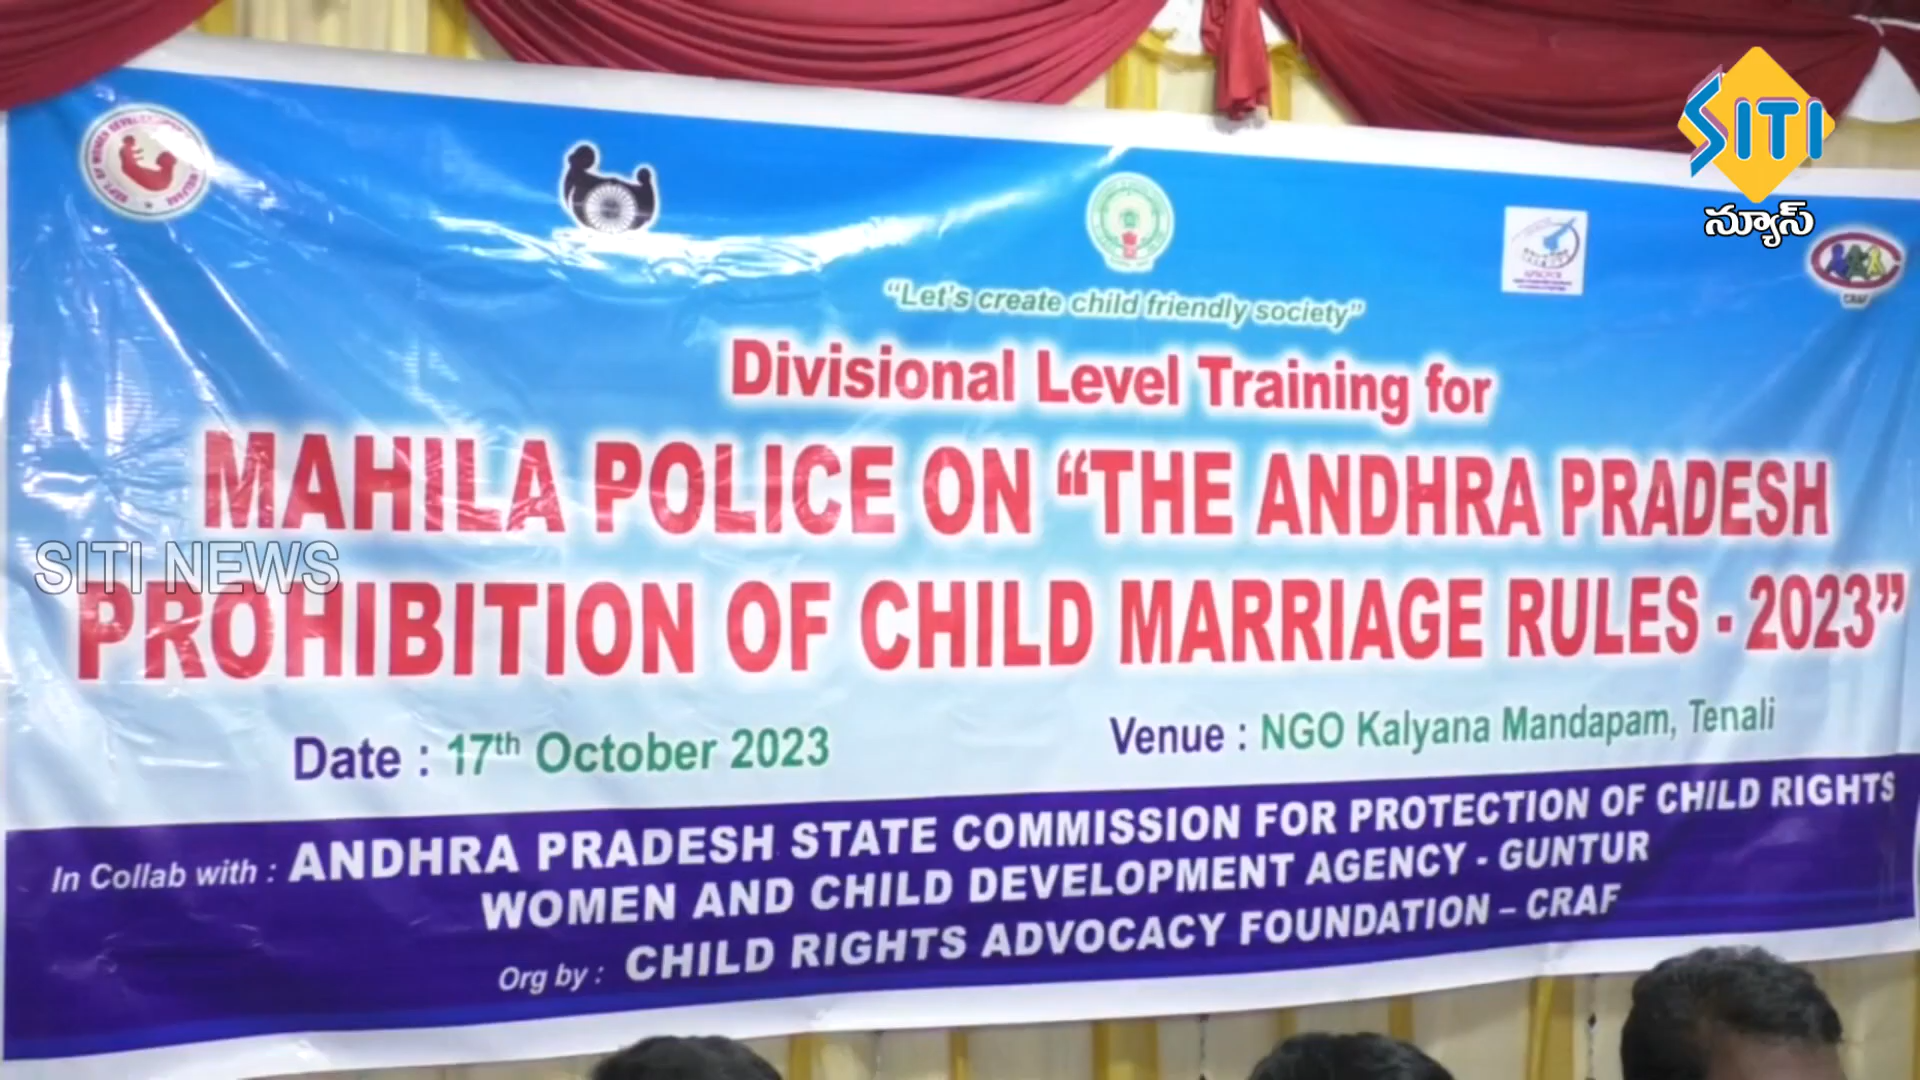 SITI
న్యూస్
"Let's create child friendly society"
Divisional Level Training for
MAHILA POLICE ON "THE ANDHRA PRADESH
SITI NEWS
PROHIBITION OF CHILD MARRIAGE RULES - 2023"
Date : 17th October 2023
Venue : NGO Kalyana Mandapam, Tenali
In Collab with : ANDHRA PRADESH STATE COMMISSION FOR PROTECTION OF CHILD RIGHTS
WOMEN AND CHILD DEVELOPMENT AGENCY - GUNTUR
Org by : CHILD RIGHTS ADVOCACY FOUNDATION – CRAF
CRAF